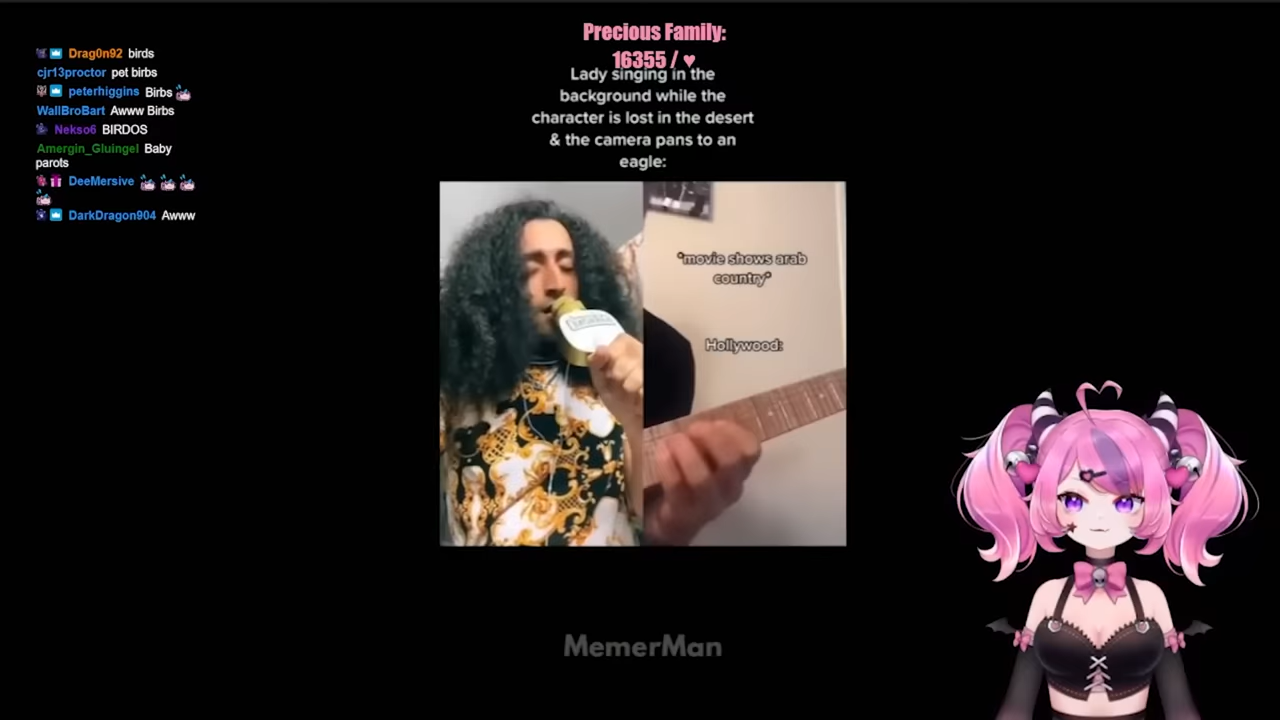 Precious Family:
16355 / ♥
Drag0n92 birds
cjr13proctor pet birbs
peterhiggins Birbs
WallBroBart Awww Birbs
Nekso6 BIRDOS
Amergin_Gluingel Baby
parots
DeeMersive
DarkDragon904 Awww
Lady singing in the
background while the
character is lost in the desert
& the camera pans to an
eagle:
*movie shows arab
country*
Hollywood:
MemerMan